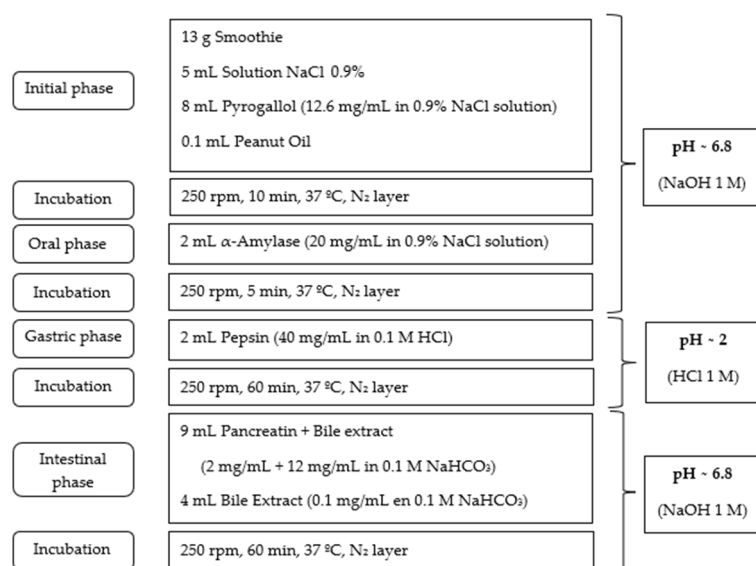 Initial phase
13 g Smoothie
5 mL Solution NaCl 0.9%
8 mL Pyrogallol (12.6 mg/mL in 0.9% NaCl solution)
0.1 mL Peanut Oil
pH ~ 6.8
(NaOH 1 M)
Incubation
250 rpm, 10 min, 37 ºC, N₂ layer
Oral phase
2 mL α-Amylase (20 mg/mL in 0.9% NaCl solution)
Incubation
250 rpm, 5 min, 37 ºC, N₂ layer
Gastric phase
2 mL Pepsin (40 mg/mL in 0.1 M HCl)
pH ~ 2
(HCl 1 M)
Incubation
250 rpm, 60 min, 37 ºC, N₂ layer
Intestinal
phase
9 mL Pancreatin + Bile extract
(2 mg/mL + 12 mg/mL in 0.1 M NaHCO₃)
4 mL Bile Extract (0.1 mg/mL en 0.1 M NaHCO₃)
pH ~ 6.8
(NaOH 1 M)
Incubation
250 rpm, 60 min, 37 ºC, N₂ layer